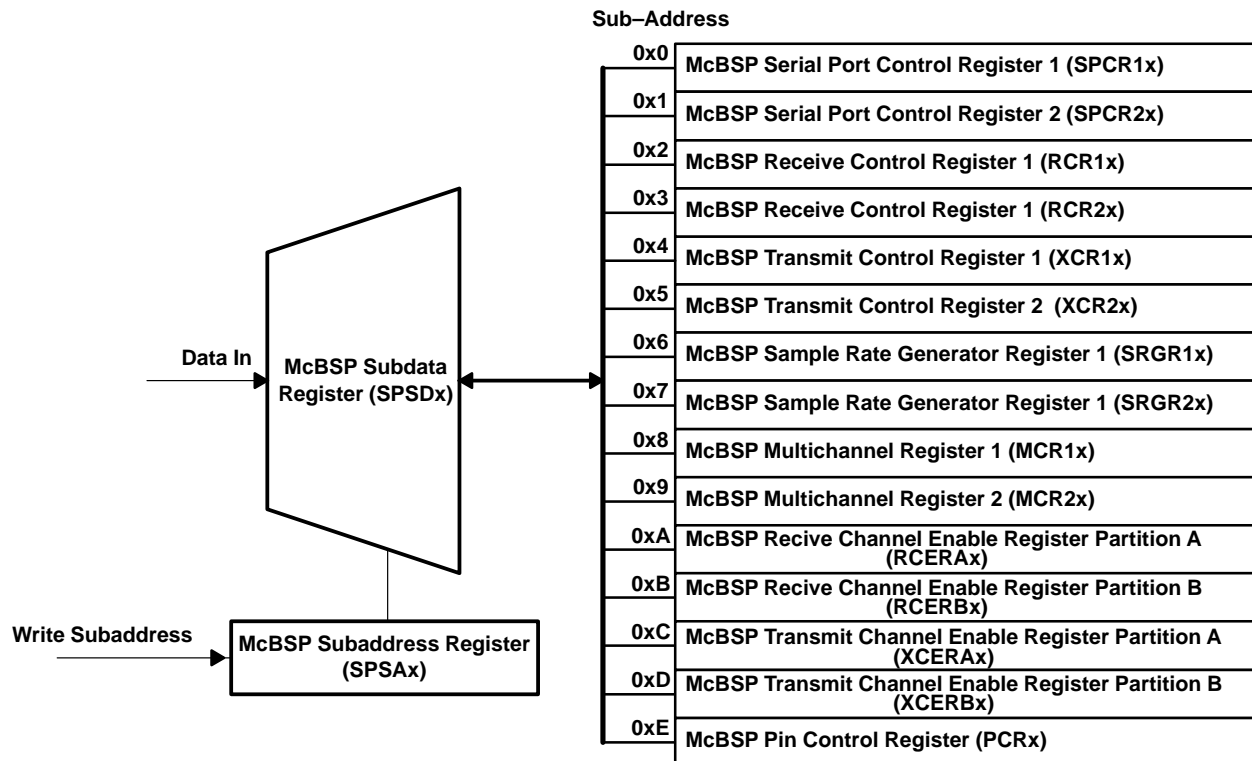 Sub–Address
0x0
McBSP Serial Port Control Register 1 (SPCR1x)
0x1
McBSP Serial Port Control Register 2 (SPCR2x)
0x2
McBSP Receive Control Register 1 (RCR1x)
0x3
McBSP Receive Control Register 1 (RCR2x)
0x4
McBSP Transmit Control Register 1 (XCR1x)
0x5
McBSP Transmit Control Register 2 (XCR2x)
0x6
McBSP Sample Rate Generator Register 1 (SRGR1x)
0x7
McBSP Sample Rate Generator Register 1 (SRGR2x)
0x8
McBSP Multichannel Register 1 (MCR1x)
0x9
McBSP Multichannel Register 2 (MCR2x)
0xA
McBSP Recive Channel Enable Register Partition A
(RCERAx)
0xB
McBSP Recive Channel Enable Register Partition B
(RCERBx)
0xC
McBSP Transmit Channel Enable Register Partition A
(XCERAx)
0xD
McBSP Transmit Channel Enable Register Partition B
(XCERBx)
0xE
McBSP Pin Control Register (PCRx)
Data In
McBSP Subdata
Register (SPSDx)
Write Subaddress
McBSP Subaddress Register
(SPSAx)